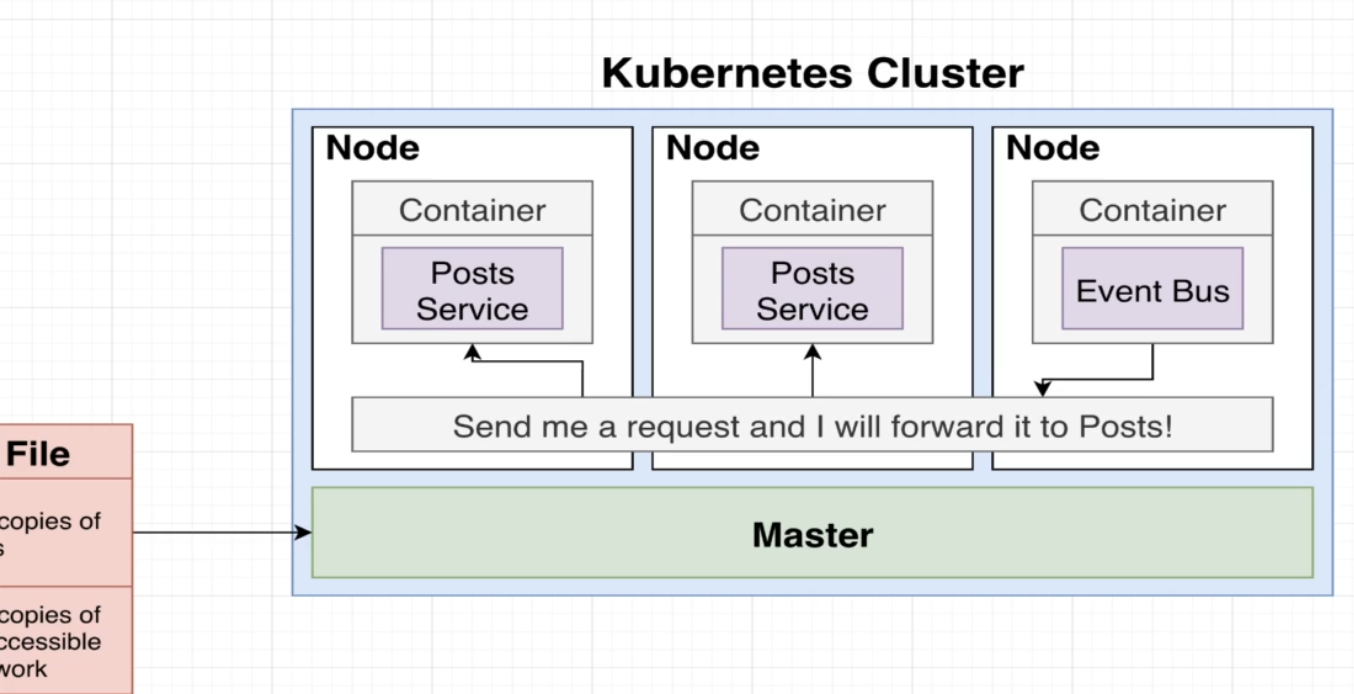 Kubernetes Cluster
Node
Node
Node
Container
Container
Container
Posts
Service
Posts
Service
Event Bus
Send me a request and I will forward it to Posts!
Master
File
copies of
s
copies of
ccessible
work